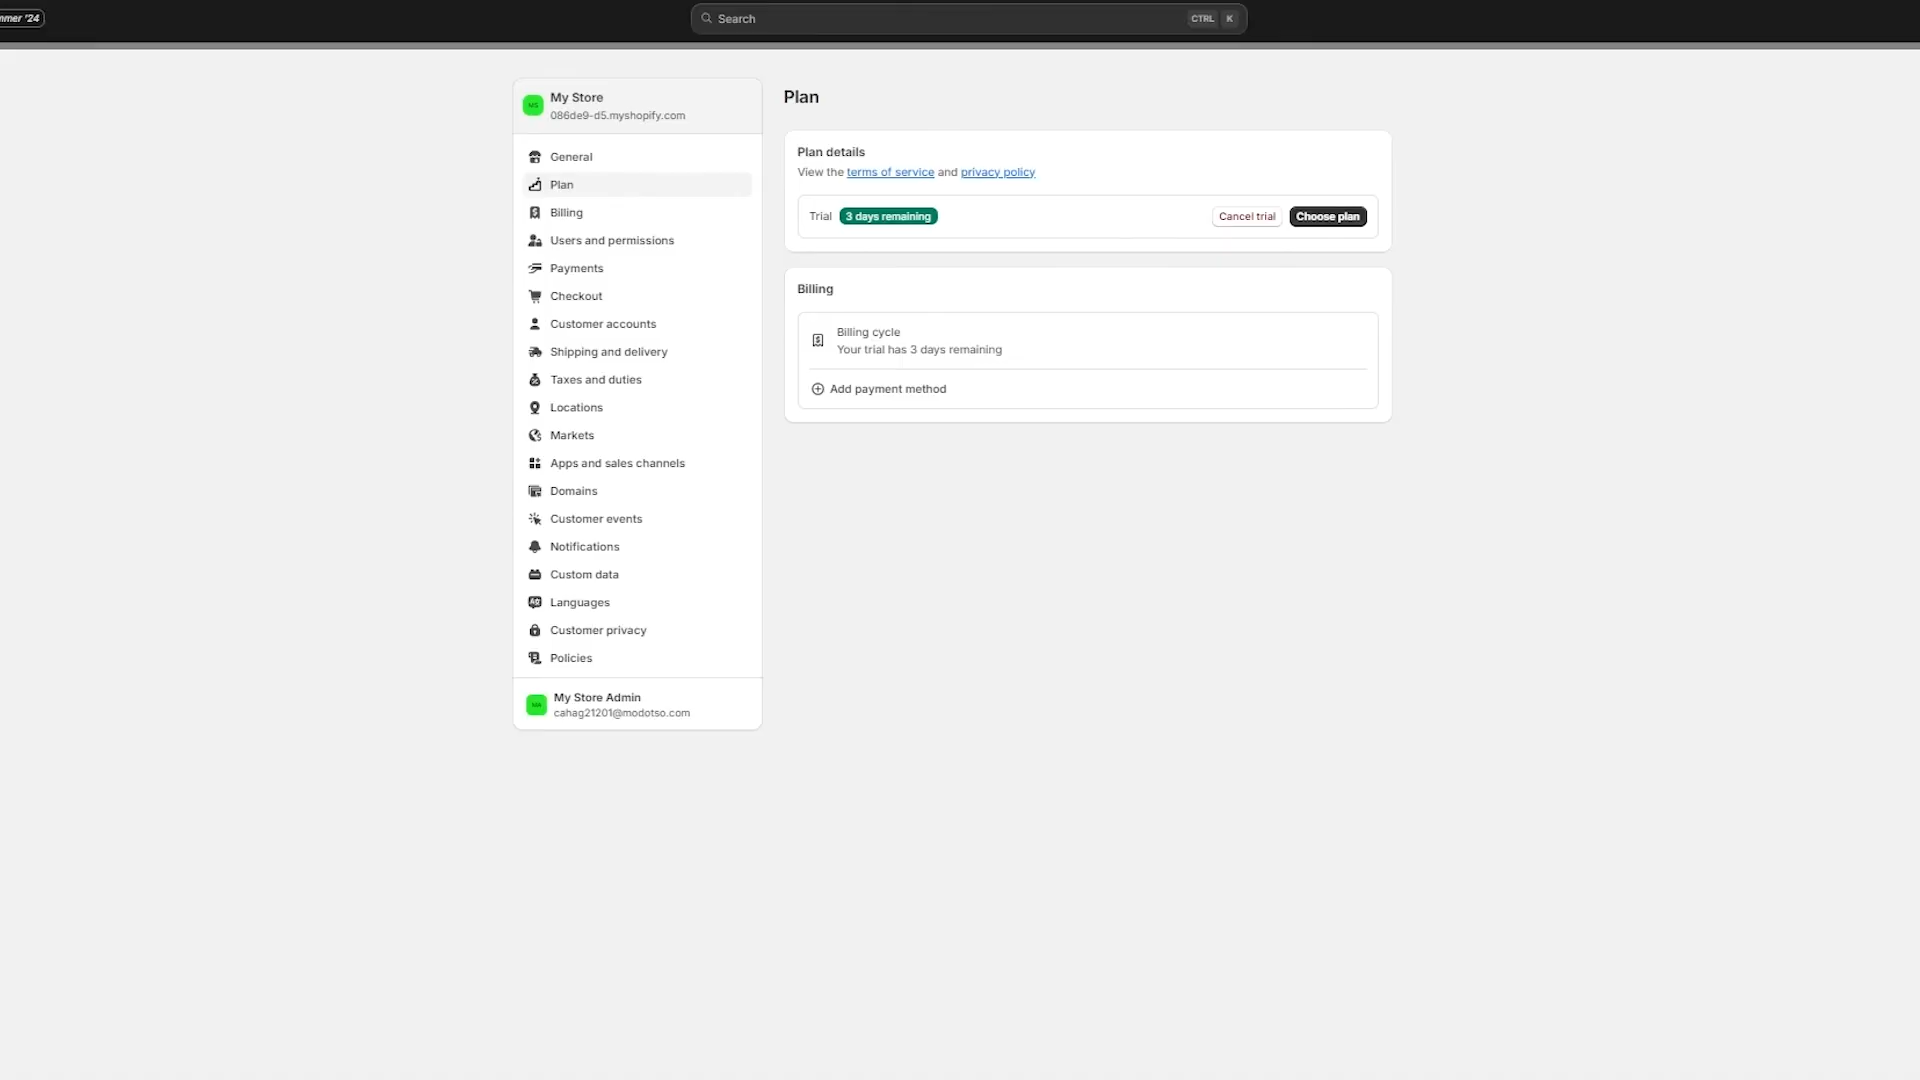 Search
CTRL K
My Store
086de9-d5.myshopify.com
General
Plan
Billing
Users and permissions
Payments
Checkout
Customer accounts
Shipping and delivery
Taxes and duties
Locations
Markets
Apps and sales channels
Domains
Customer events
Notifications
Custom data
Languages
Customer privacy
Policies
My Store Admin
cahag21201@modotso.com
Plan
Plan details
View the terms of service and privacy policy
Trial 3 days remaining
Cancel trial
Choose plan
Billing
Billing cycle
Your trial has 3 days remaining
Add payment method